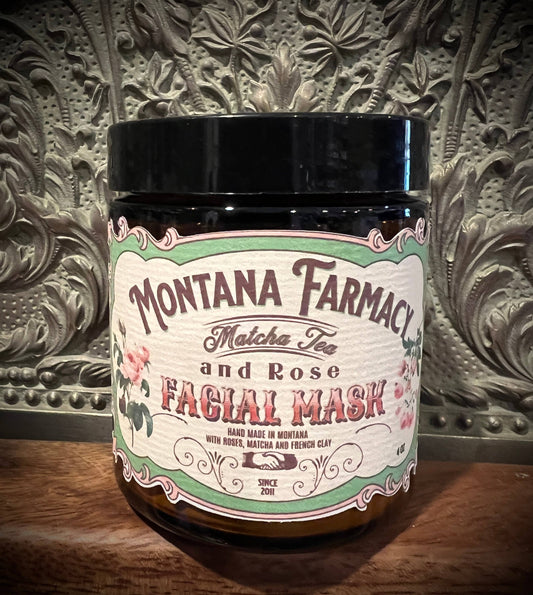 MONTANA FARMACY
Matcha Tea
and Rose
FACIAL MASK
HAND MADE IN MONTANA
WITH ROSES, MATCHA AND FRENCH CLAY
SINCE
2011
4 OZ